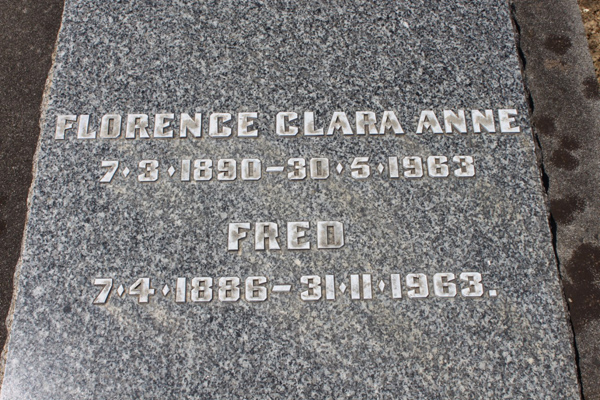 FLORENCE CLARA ANNE
7·3·1890-30·5·1963
FRED
7·4·1886-31·11·1963.